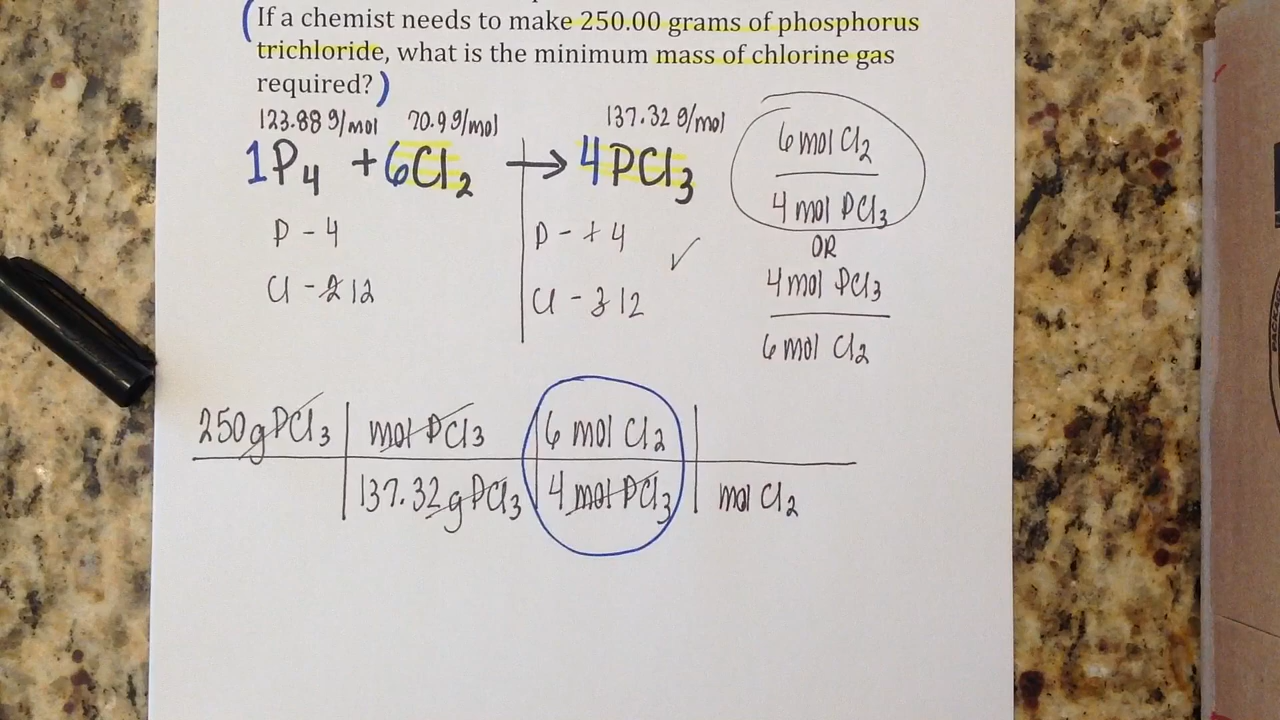 (If a chemist needs to make 250.00 grams of phosphorus
trichloride, what is the minimum mass of chlorine gas
required?)
123.88 g/mol 70.9 g/mol 137.32 g/mol
1P₄ + 6Cl₂ → 4PCl₃
P - 4
Cl - 2 12
P - 1 4 ✓
Cl - 3 12
6 mol Cl₂
4 mol PCl₃
OR
4 mol PCl₃
6 mol Cl₂
250 g PCl₃ | mol PCl₃ | 6 mol Cl₂ |
137.32 g PCl₃ | 4 mol PCl₃ | mol Cl₂